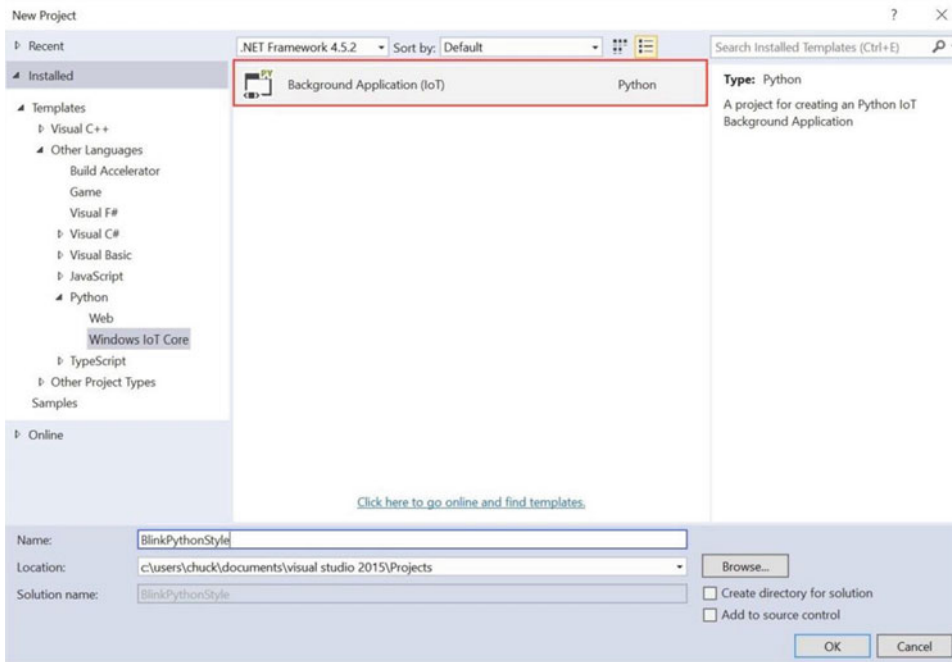 New Project
?
Recent
Installed
Templates
Visual C++
Other Languages
Build Accelerator
Game
Visual F#
Visual C#
Visual Basic
JavaScript
Python
Web
Windows IoT Core
TypeScript
Other Project Types
Samples
Online
.NET Framework 4.5.2
Sort by: Default
Background Application (IoT) Python
PY
Click here to go online and find templates.
Search Installed Templates (Ctrl+E)
Type: Python
A project for creating an Python IoT
Background Application
Name: BlinkPythonStyle
Location: c:\users\chuck\documents\visual studio 2015\Projects
Browse...
Solution name: BlinkPythonStyle
Create directory for solution
Add to source control
OK Cancel